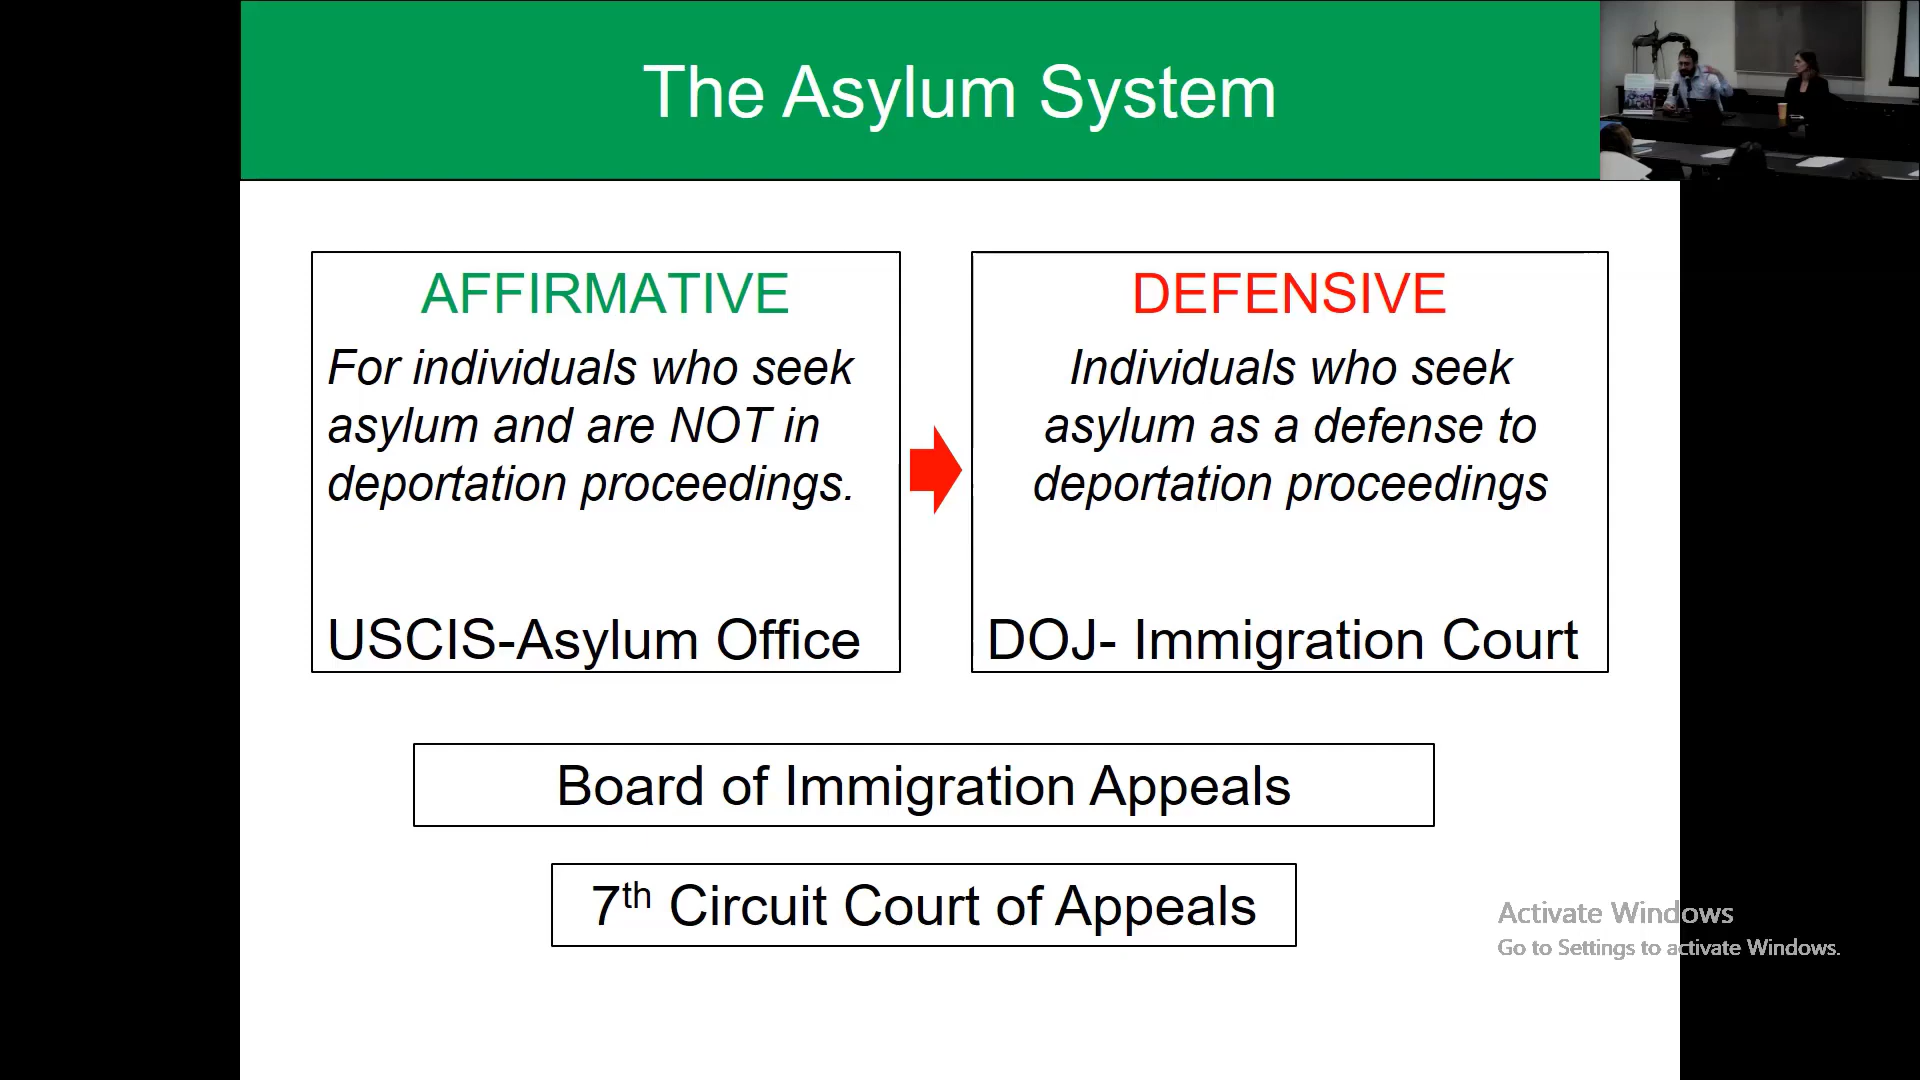 The Asylum System
AFFIRMATIVE
For individuals who seek
asylum and are NOT in
deportation proceedings.
USCIS-Asylum Office
DEFENSIVE
Individuals who seek
asylum as a defense to
deportation proceedings
DOJ- Immigration Court
Board of Immigration Appeals
7th Circuit Court of Appeals
Activate Windows
Go to Settings to activate Windows.